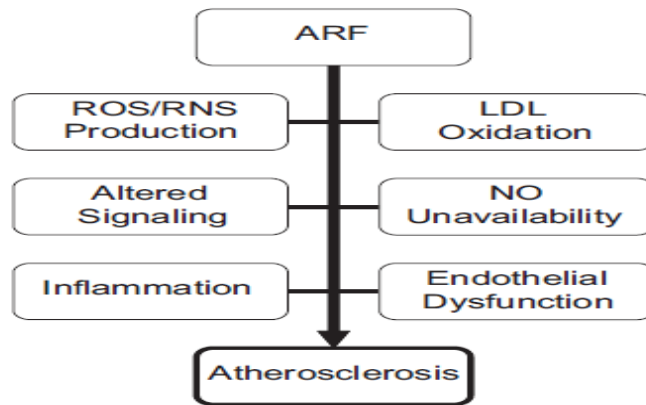 ARF
ROS/RNS
Production
LDL
Oxidation
Altered
Signaling
NO
Unavailability
Inflammation
Endothelial
Dysfunction
Atherosclerosis